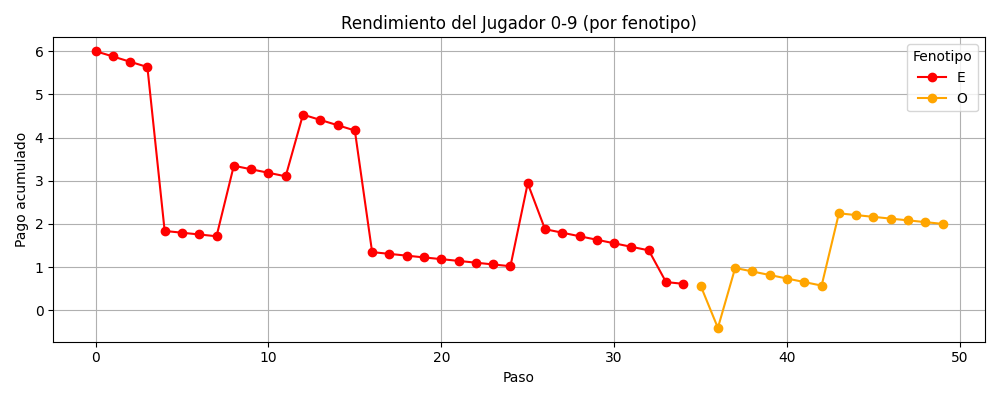 Rendimiento del Jugador 0-9 (por fenotipo)
Pago acumulado
6
5
4
3
2
1
0
0 10 20 30 40 50
Paso
Fenotipo
E
O